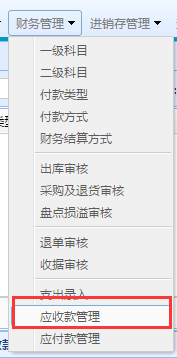 财务管理 进销存管理
一级科目
二级科目
付款类型
付款方式
财务结算方式
出库审核
采购及退货审核
盘点损溢审核
退单审核
收据审核
支出录入
应收款管理
应付款管理